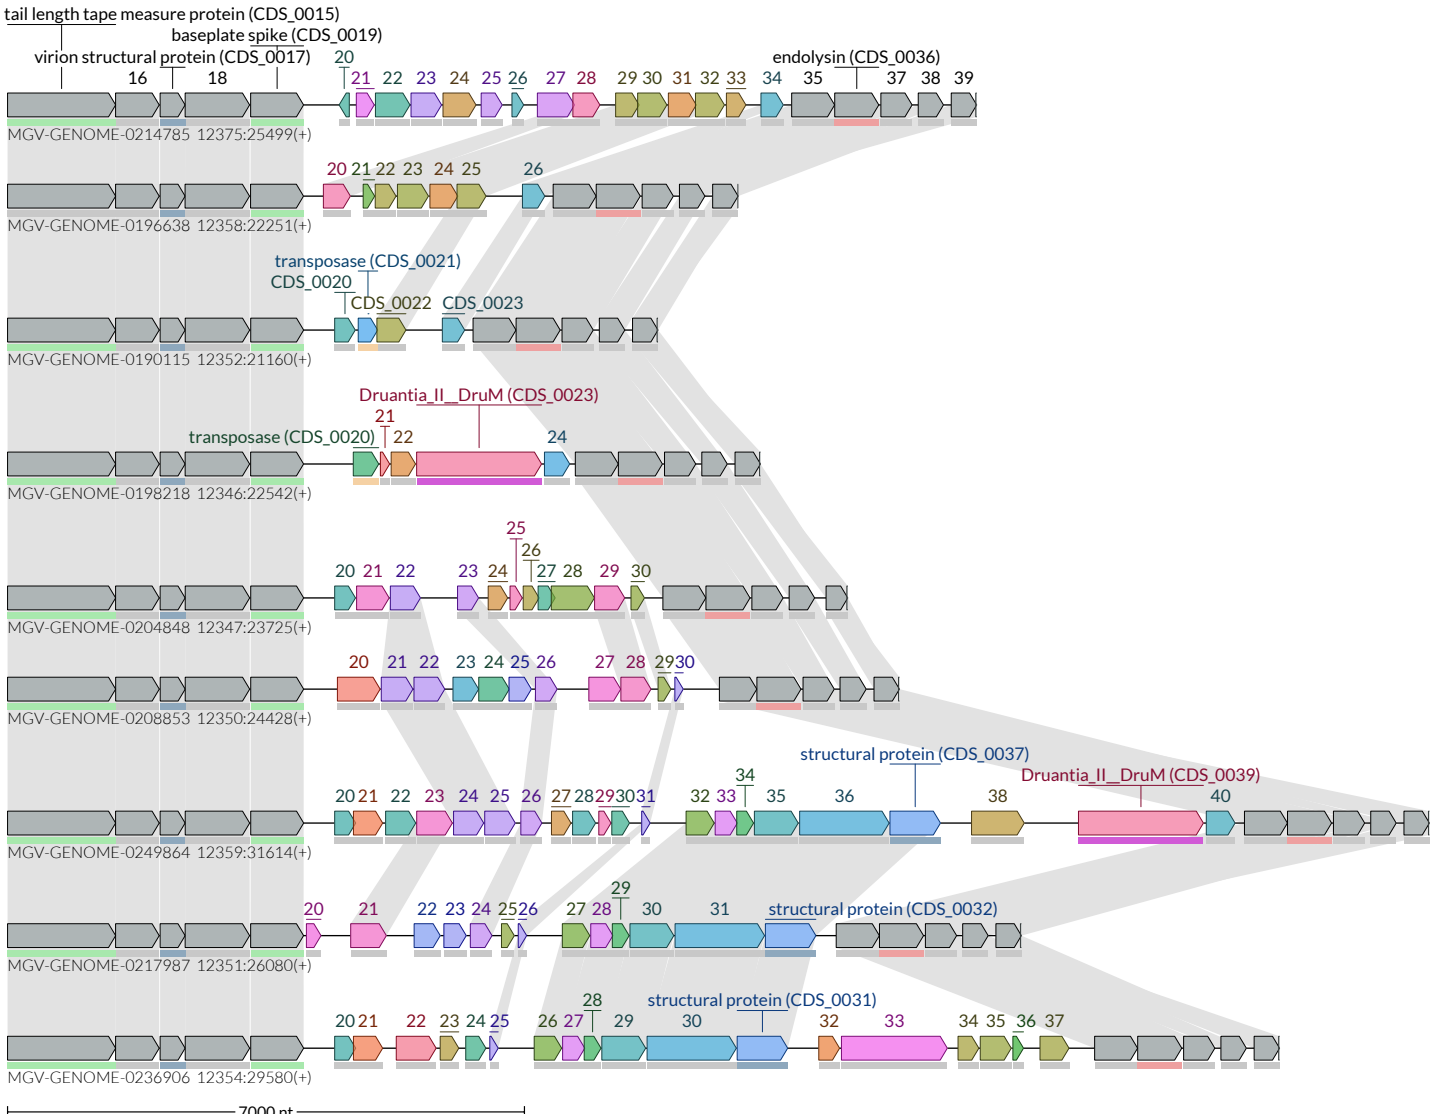 tail length tape measure protein (CDS_0015)
baseplate spike (CDS_0019)
virion structural protein (CDS_0017) 20 endolysin (CDS_0036)
16 18 21 22 23 24 25 26 27 28 29 30 31 32 33 34 35 37 38 39
MGV-GENOME-0214785 12375:25499(+)
20 21 22 23 24 25 26
MGV-GENOME-0196638 12358:22251(+)
transposase (CDS_0021)
CDS_0020
CDS_0022 CDS_0023
MGV-GENOME-0190115 12352:21160(+)
Druantia_II__DruM (CDS_0023)
21
transposase (CDS_0020) 22 24
MGV-GENOME-0198218 12346:22542(+)
25
26
20 21 22 23 24 27 28 29 30
MGV-GENOME-0204848 12347:23725(+)
20 21 22 23 24 25 26 27 28 29 30
MGV-GENOME-0208853 12350:24428(+)
structural protein (CDS_0037)
34 Druantia_II__DruM (CDS_0039)
20 21 22 23 24 25 26 27 28 29 30 31 32 33 35 36 38 40
MGV-GENOME-0249864 12359:31614(+)
29
20 21 22 23 24 25 26 27 28 30 31 structural protein (CDS_0032)
MGV-GENOME-0217987 12351:26080(+)
28 structural protein (CDS_0031)
20 21 22 23 24 25 26 27 29 30 32 33 34 35 36 37
MGV-GENOME-0236906 12354:29580(+)
7000 nt